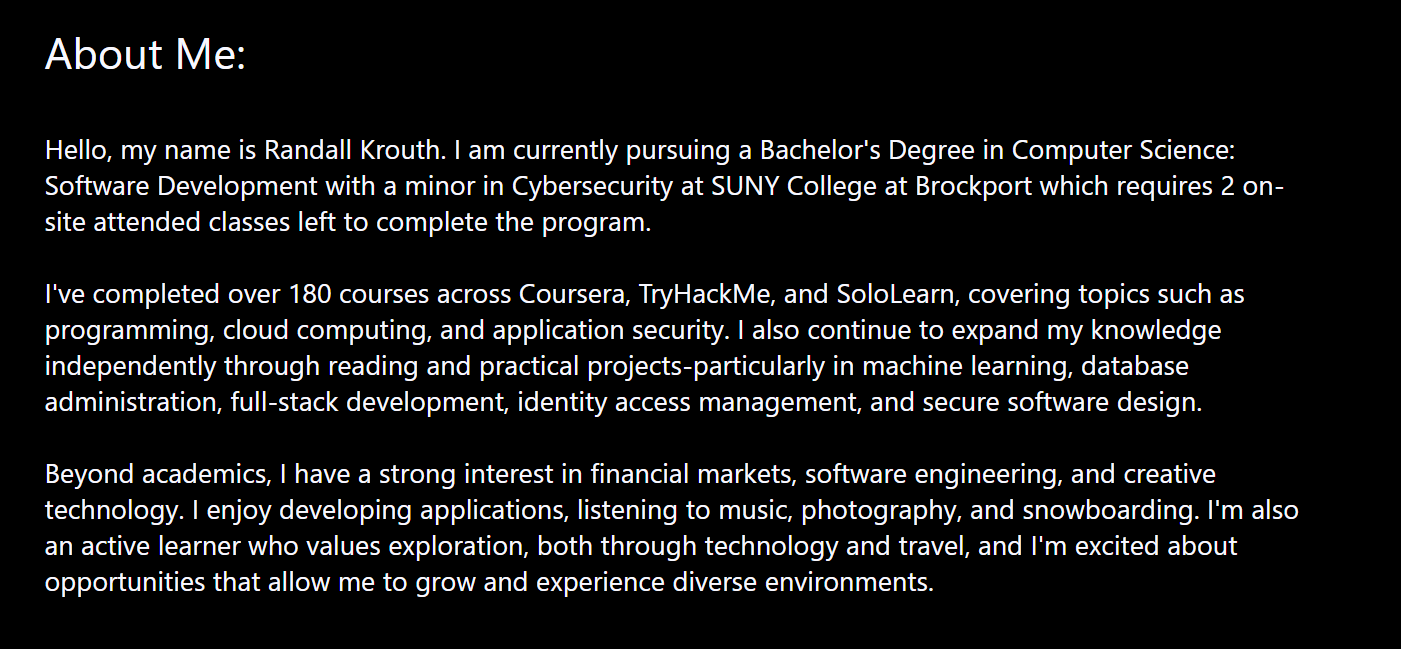 About Me:
Hello, my name is Randall Krouth. I am currently pursuing a Bachelor's Degree in Computer Science:
Software Development with a minor in Cybersecurity at SUNY College at Brockport which requires 2 on-
site attended classes left to complete the program.
I've completed over 180 courses across Coursera, TryHackMe, and SoloLearn, covering topics such as
programming, cloud computing, and application security. I also continue to expand my knowledge
independently through reading and practical projects-particularly in machine learning, database
administration, full-stack development, identity access management, and secure software design.
Beyond academics, I have a strong interest in financial markets, software engineering, and creative
technology. I enjoy developing applications, listening to music, photography, and snowboarding. I'm also
an active learner who values exploration, both through technology and travel, and I'm excited about
opportunities that allow me to grow and experience diverse environments.